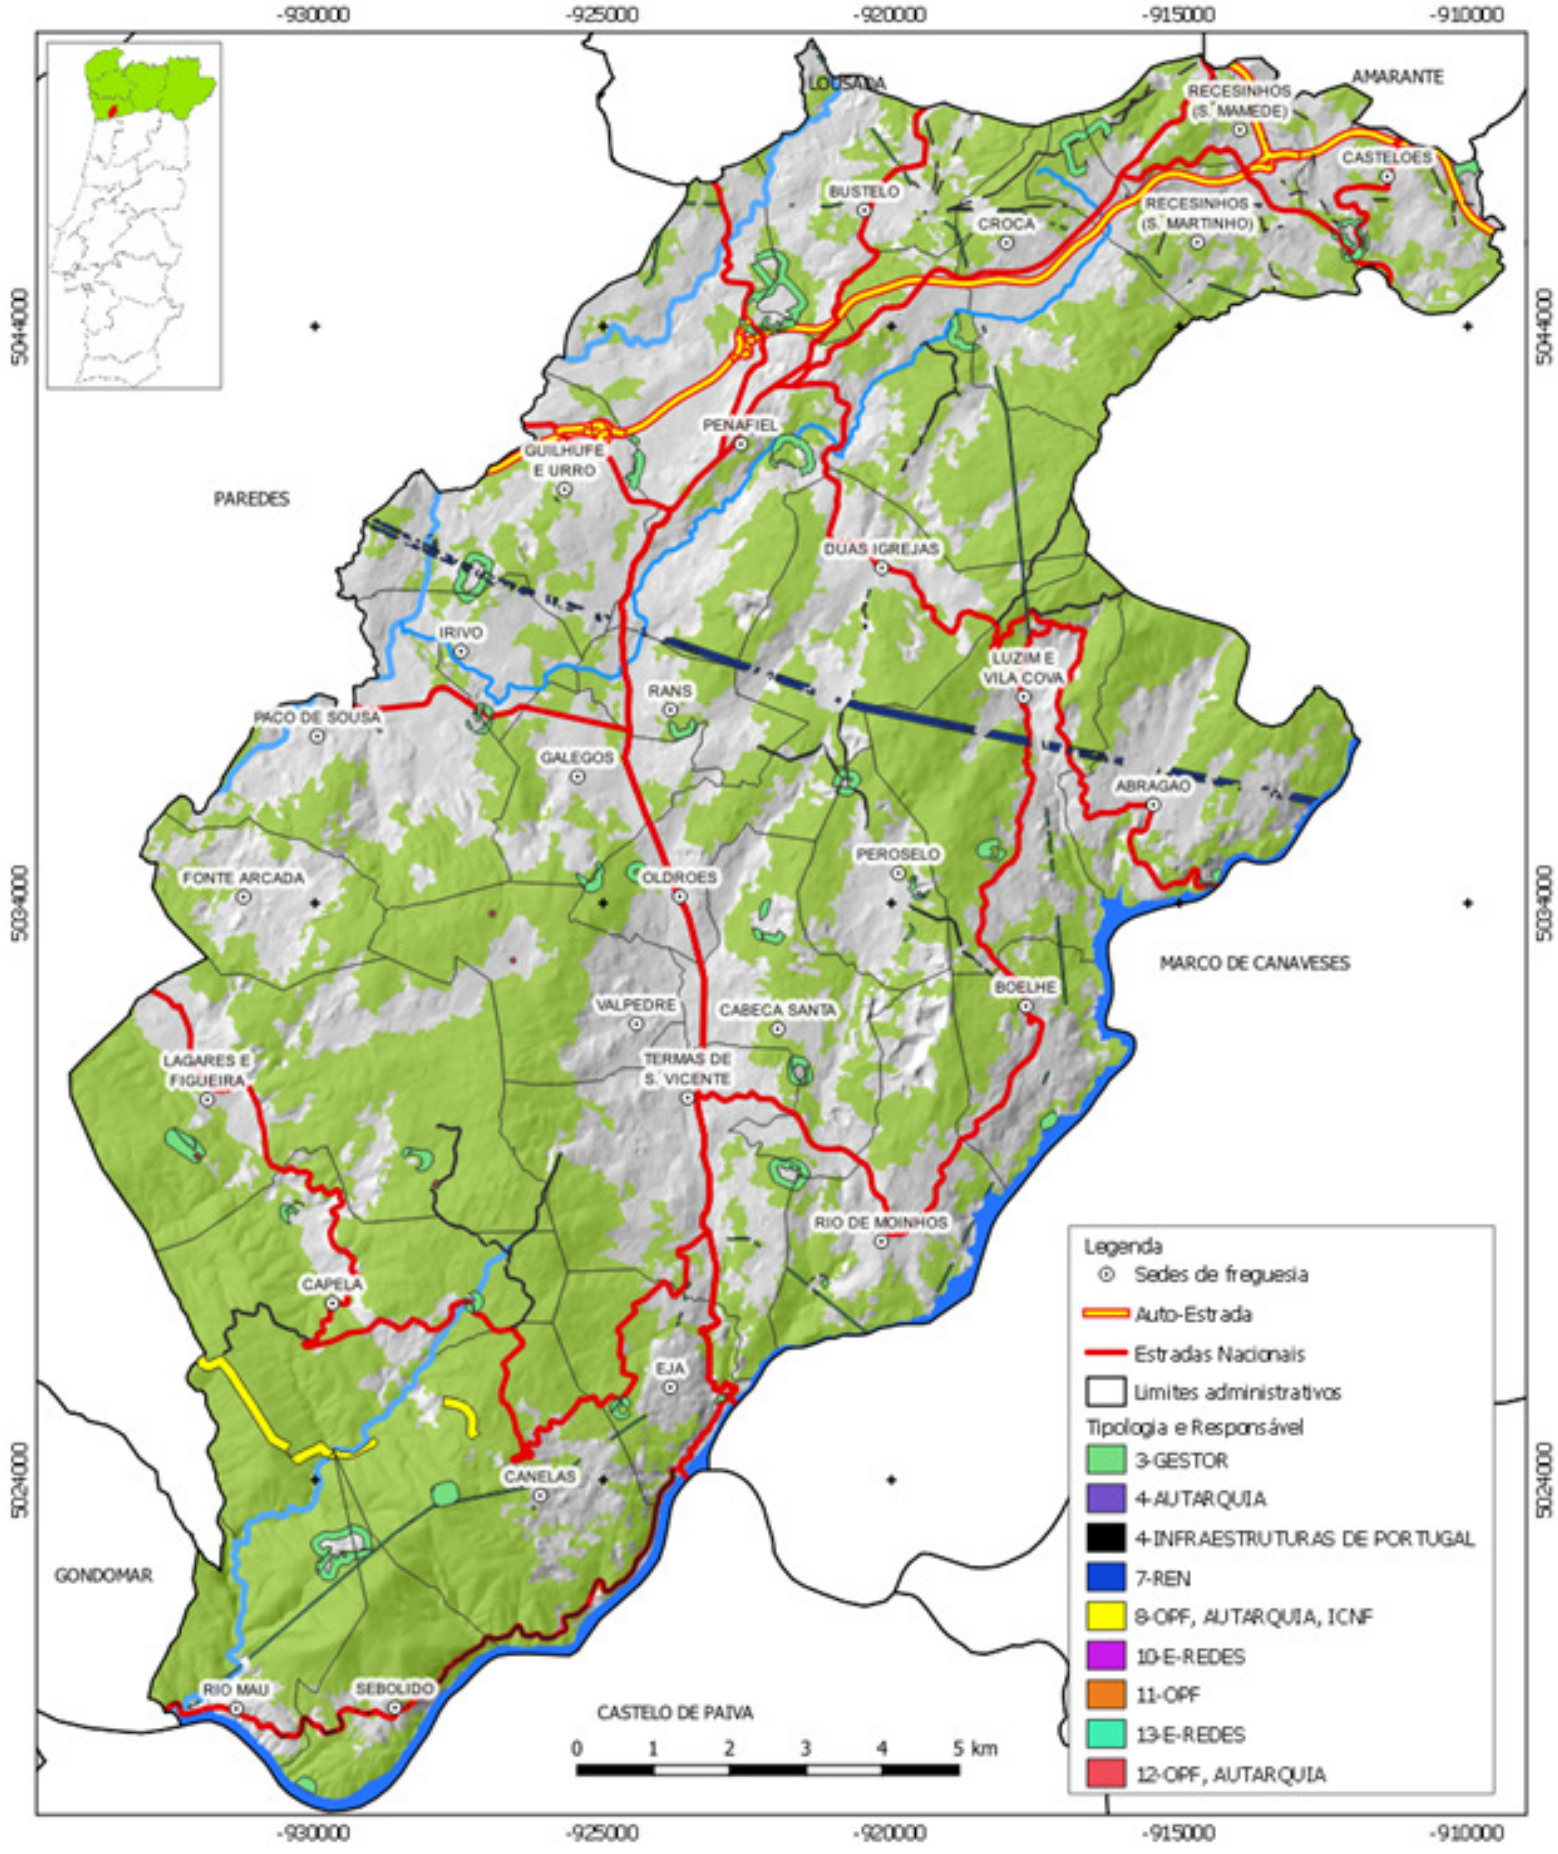 -930000
-925000
-920000
-915000
-910000
LOUSADA
AMARANTE
RECESINHOS
(S. MAMEDE)
CASTELOES
BUSTELO
RECESINHOS
(S. MARTINHO)
CROCA
5044000
5044000
PENAFIEL
GUILHUFE
E URRO
PAREDES
DUAS IGREJAS
IRIVO
LUZIM E
VILA COVA
RANS
PACO DE SOUSA
GALEGOS
ABRAGAO
PEROSELO
FONTE ARCADA
OLDROES
5034000
5034000
MARCO DE CANAVESES
BOELHE
VALPEDRE
CABECA SANTA
LAGARES E
FIGUEIRA
TERMAS DE
S. VICENTE
RIO DE MOINHOS
CAPELA
EJA
CANELAS
5024000
5024000
GONDOMAR
RIO MAU
SEBOLIDO
CASTELO DE PAIVA
0 1 2 3 4 5 km
Legenda
Sedes de freguesia
Auto-Estrada
Estradas Nacionais
Limites administrativos
Tipologia e Responsável
3-GESTOR
4-AUTARQUIA
4-INFRAESTRUTURAS DE PORTUGAL
7-REN
8-OPF, AUTARQUIA, ICNF
10-E-REDES
11-OPF
13-E-REDES
12-OPF, AUTARQUIA
-930000
-925000
-920000
-915000
-910000